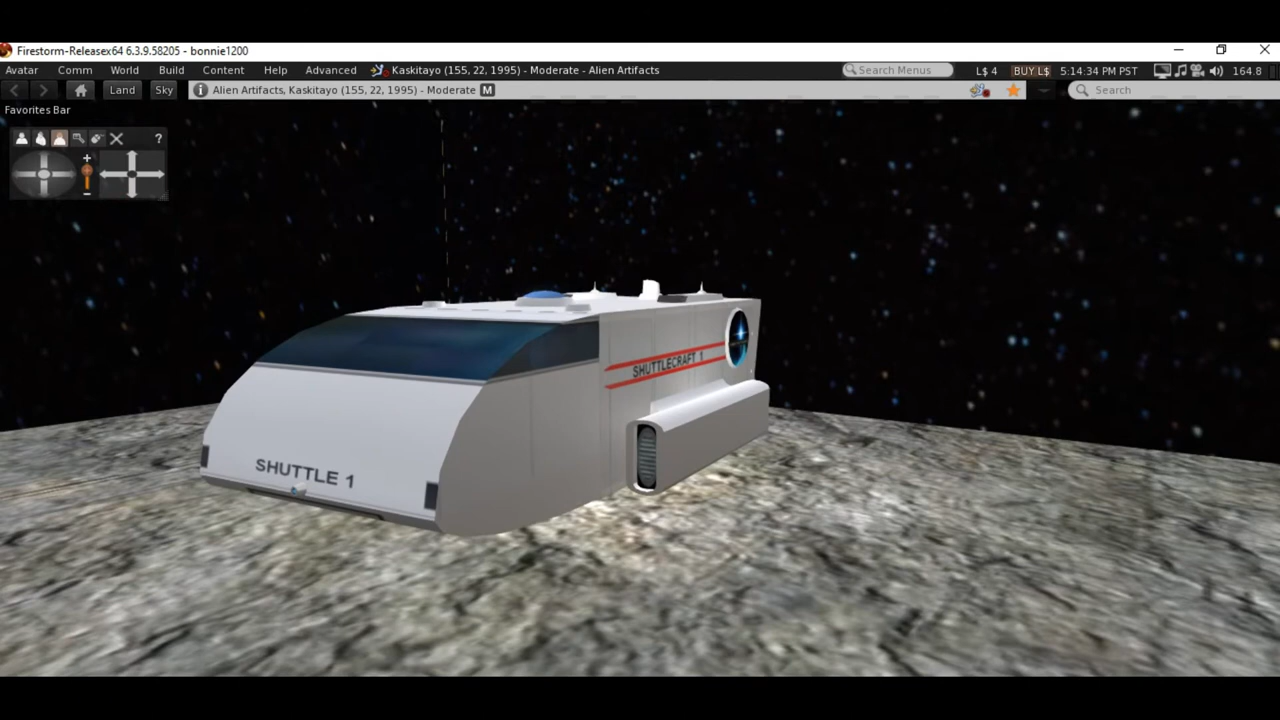 Firestorm-Releasex64 6.3.9.58205 - bonnie1200
Avatar Comm World Build Content Help Advanced Kaskitayo (155, 22, 1995) - Moderate - Alien Artifacts Search Menus L$ 4 BUY L$ 5:14:34 PM PST 164.8
Land Sky Alien Artifacts, Kaskitayo (155, 22, 1995) - Moderate M Search
Favorites Bar
?
SHUTTLECRAFT 1
SHUTTLE 1